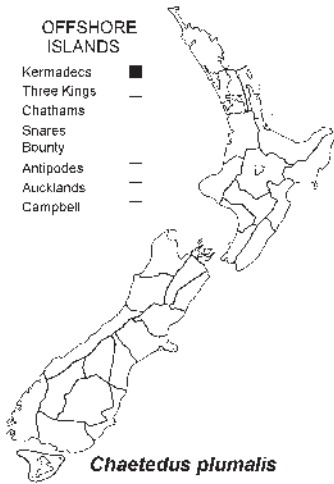 OFFSHORE
ISLANDS
Kermadecs
Three Kings
Chathams
Snares
Bounty
Antipodes
Aucklands
Campbell
Chaetedus plumalis